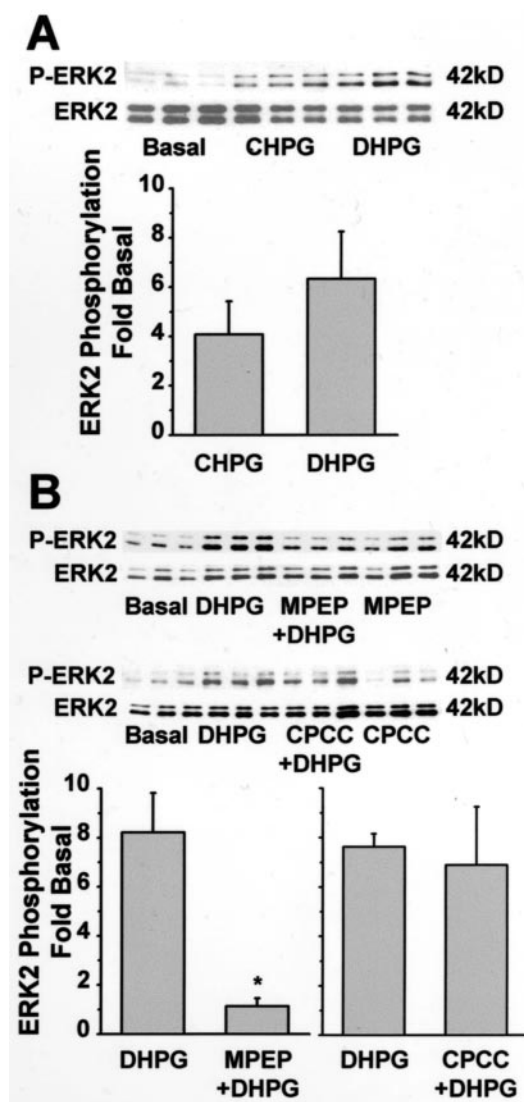 A
P-ERK2 42kD
ERK2 42kD
Basal CHPG DHPG
ERK2 Phosphorylation
Fold Basal
10
8
6
4
2
0
CHPG DHPG
B
P-ERK2 42kD
ERK2 42kD
Basal DHPG MPEP MPEP
+DHPG
P-ERK2 42kD
ERK2 42kD
Basal DHPG CPCC CPCC
+DHPG
ERK2 Phosphorylation
Fold Basal
10
8
6
4
2
0
*
DHPG MPEP DHPG CPCC
+DHPG +DHPG